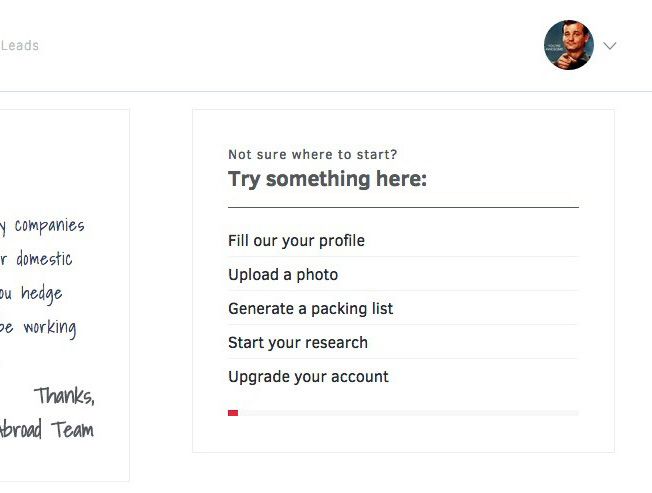 Leads
Not sure where to start?
Try something here:
Fill our your profile
Upload a photo
Generate a packing list
Start your research
Upgrade your account
y companies
r domestic
ou hedge
be working
Thanks,
Abroad Team